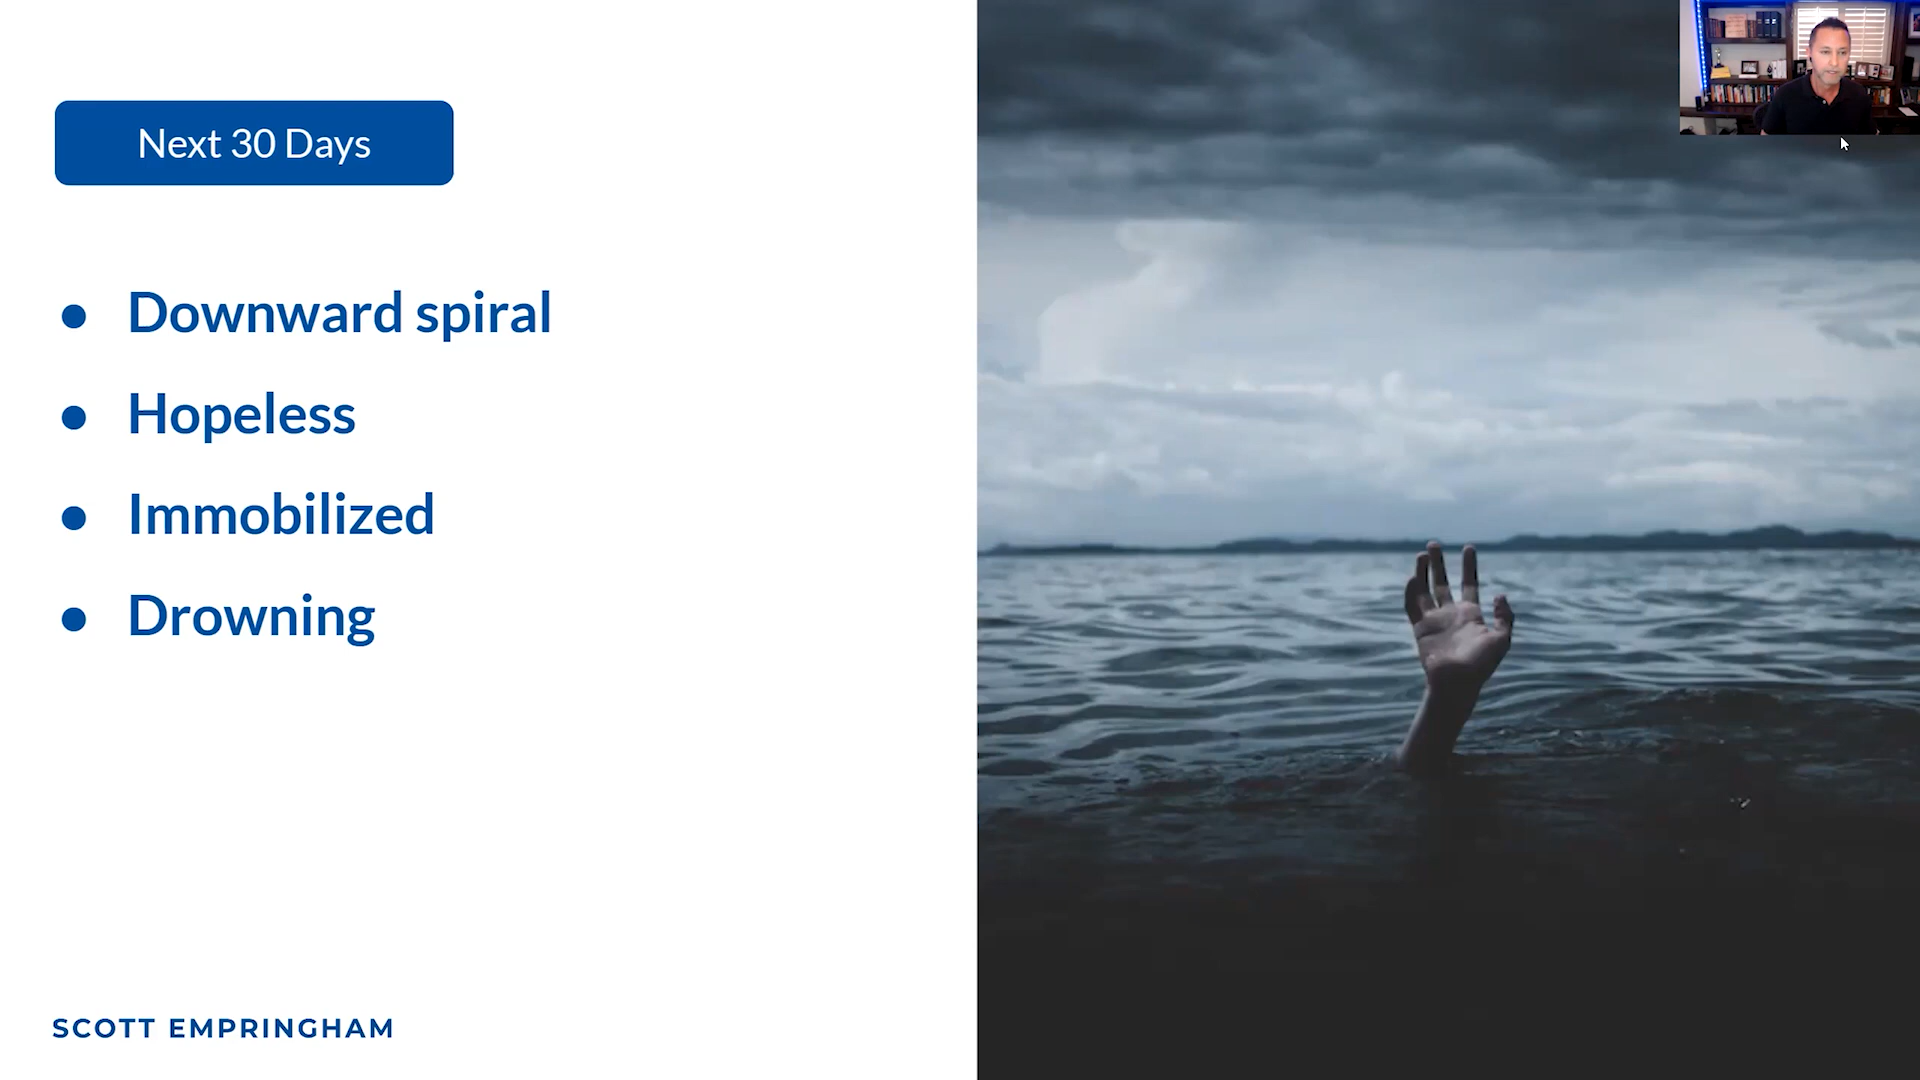 Next 30 Days
Downward spiral
Hopeless
Immobilized
Drowning
SCOTT EMPRINGHAM